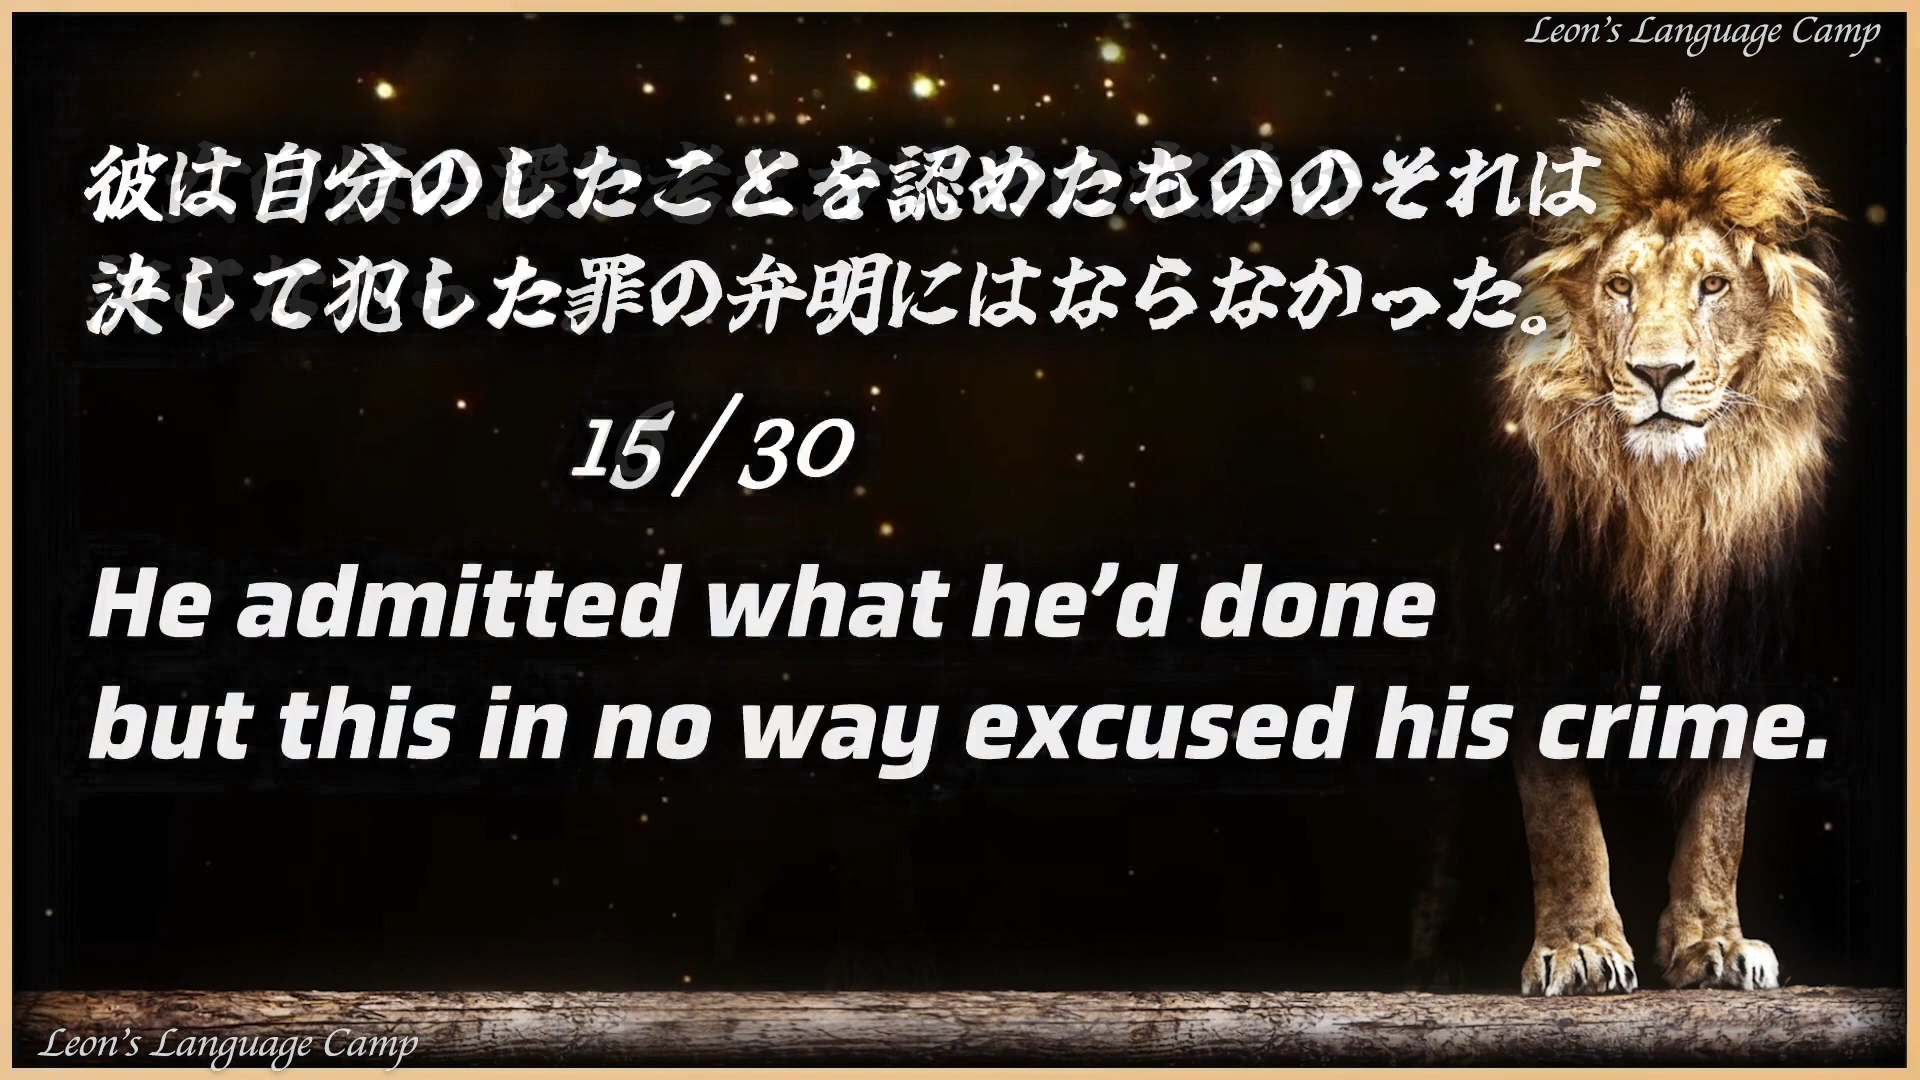 Leon's Language Camp
彼は自分のしたことを認めたもののそれは
決して犯した罪の弁明にはならなかった。
15/30
He admitted what he'd done
but this in no way excused his crime.
Leon's Language Camp